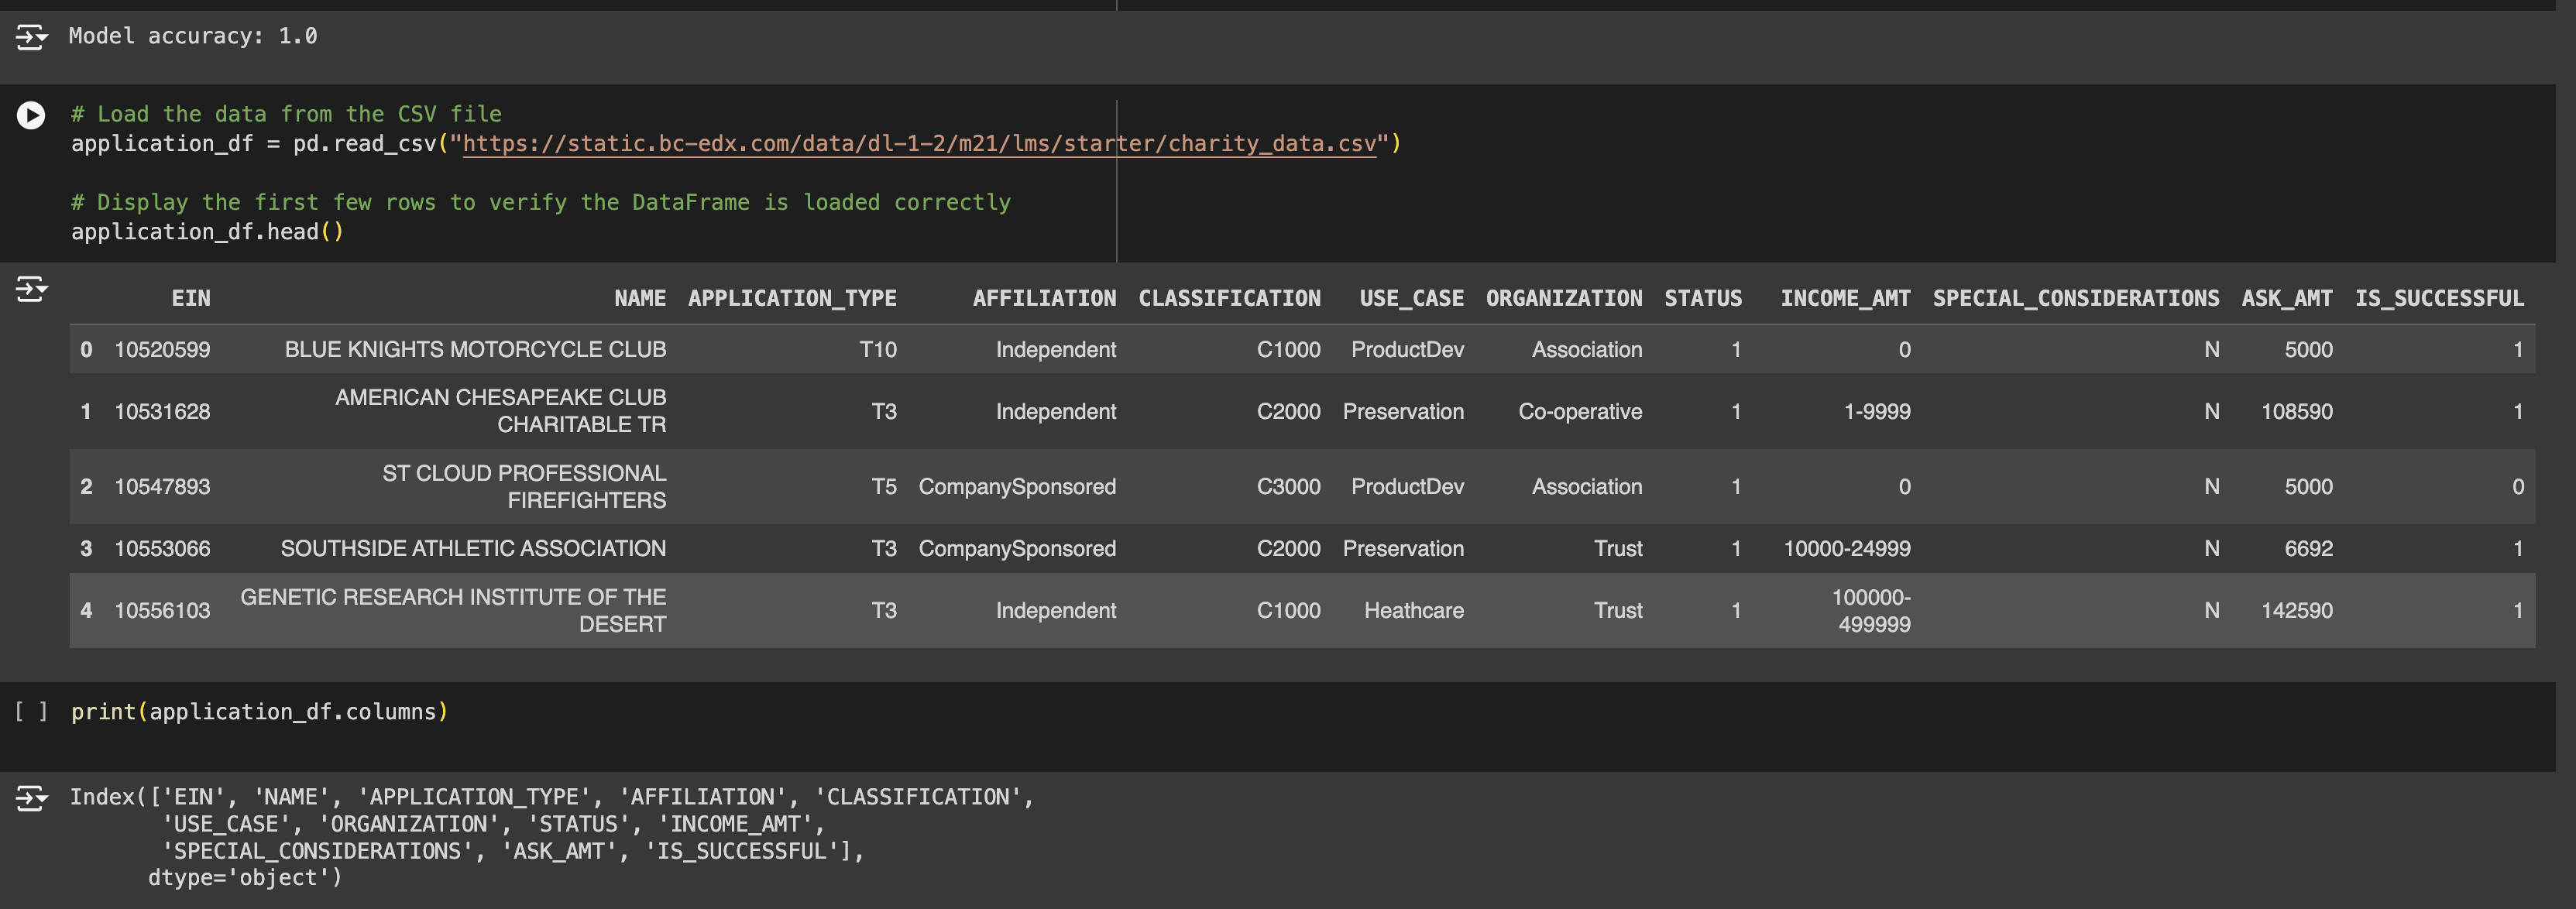 Model accuracy: 1.0
# Load the data from the CSV file
application_df = pd.read_csv("https://static.bc-edx.com/data/dl-1-2/m21/lms/starter/charity_data.csv")
# Display the first few rows to verify the DataFrame is loaded correctly
application_df.head()
EIN NAME APPLICATION_TYPE AFFILIATION CLASSIFICATION USE_CASE ORGANIZATION STATUS INCOME_AMT SPECIAL_CONSIDERATIONS ASK_AMT IS_SUCCESSFUL
0 10520599 BLUE KNIGHTS MOTORCYCLE CLUB T10 Independent C1000 ProductDev Association 1 0 N 5000 1
1 10531628 AMERICAN CHESAPEAKE CLUB
CHARITABLE TR T3 Independent C2000 Preservation Co-operative 1 1-9999 N 108590 1
2 10547893 ST CLOUD PROFESSIONAL
FIREFIGHTERS T5 CompanySponsored C3000 ProductDev Association 1 0 N 5000 0
3 10553066 SOUTHSIDE ATHLETIC ASSOCIATION T3 CompanySponsored C2000 Preservation Trust 1 10000-24999 N 6692 1
4 10556103 GENETIC RESEARCH INSTITUTE OF THE
DESERT T3 Independent C1000 Heathcare Trust 1 100000-
499999 N 142590 1
[ ] print(application_df.columns)
Index(['EIN', 'NAME', 'APPLICATION_TYPE', 'AFFILIATION', 'CLASSIFICATION',
'USE_CASE', 'ORGANIZATION', 'STATUS', 'INCOME_AMT',
'SPECIAL_CONSIDERATIONS', 'ASK_AMT', 'IS_SUCCESSFUL'],
dtype='object')